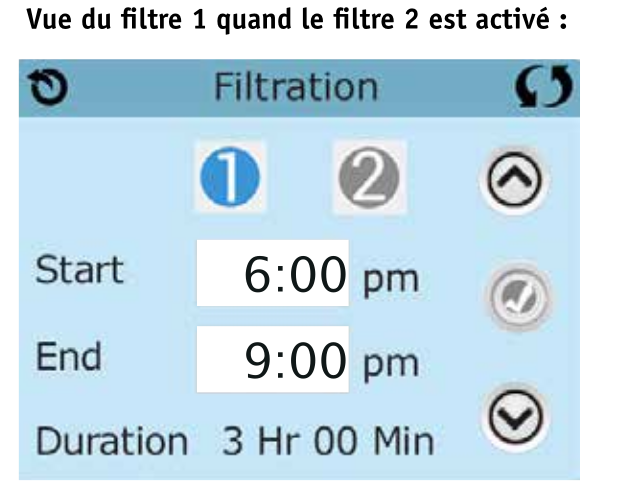 Vue du filtre 1 quand le filtre 2 est activé :
Filtration
1 2
Start 6:00 pm
End 9:00 pm
Duration 3 Hr 00 Min